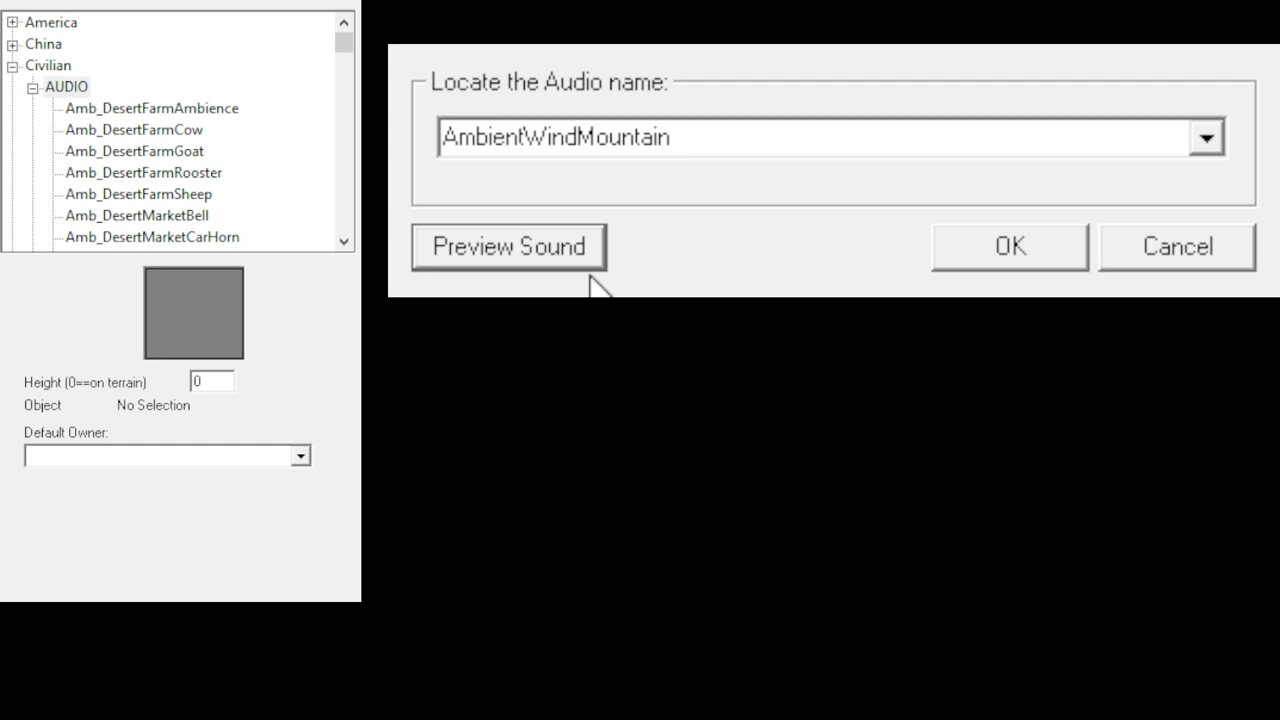 America
China
Civilian
AUDIO
Amb_DesertFarmAmbience
Amb_DesertFarmCow
Amb_DesertFarmGoat
Amb_DesertFarmRooster
Amb_DesertFarmSheep
Amb_DesertMarketBell
Amb_DesertMarketCarHorn
Height (0==on terrain) 0
Object No Selection
Default Owner:
Locate the Audio name:
AmbientWindMountain
Preview Sound OK Cancel